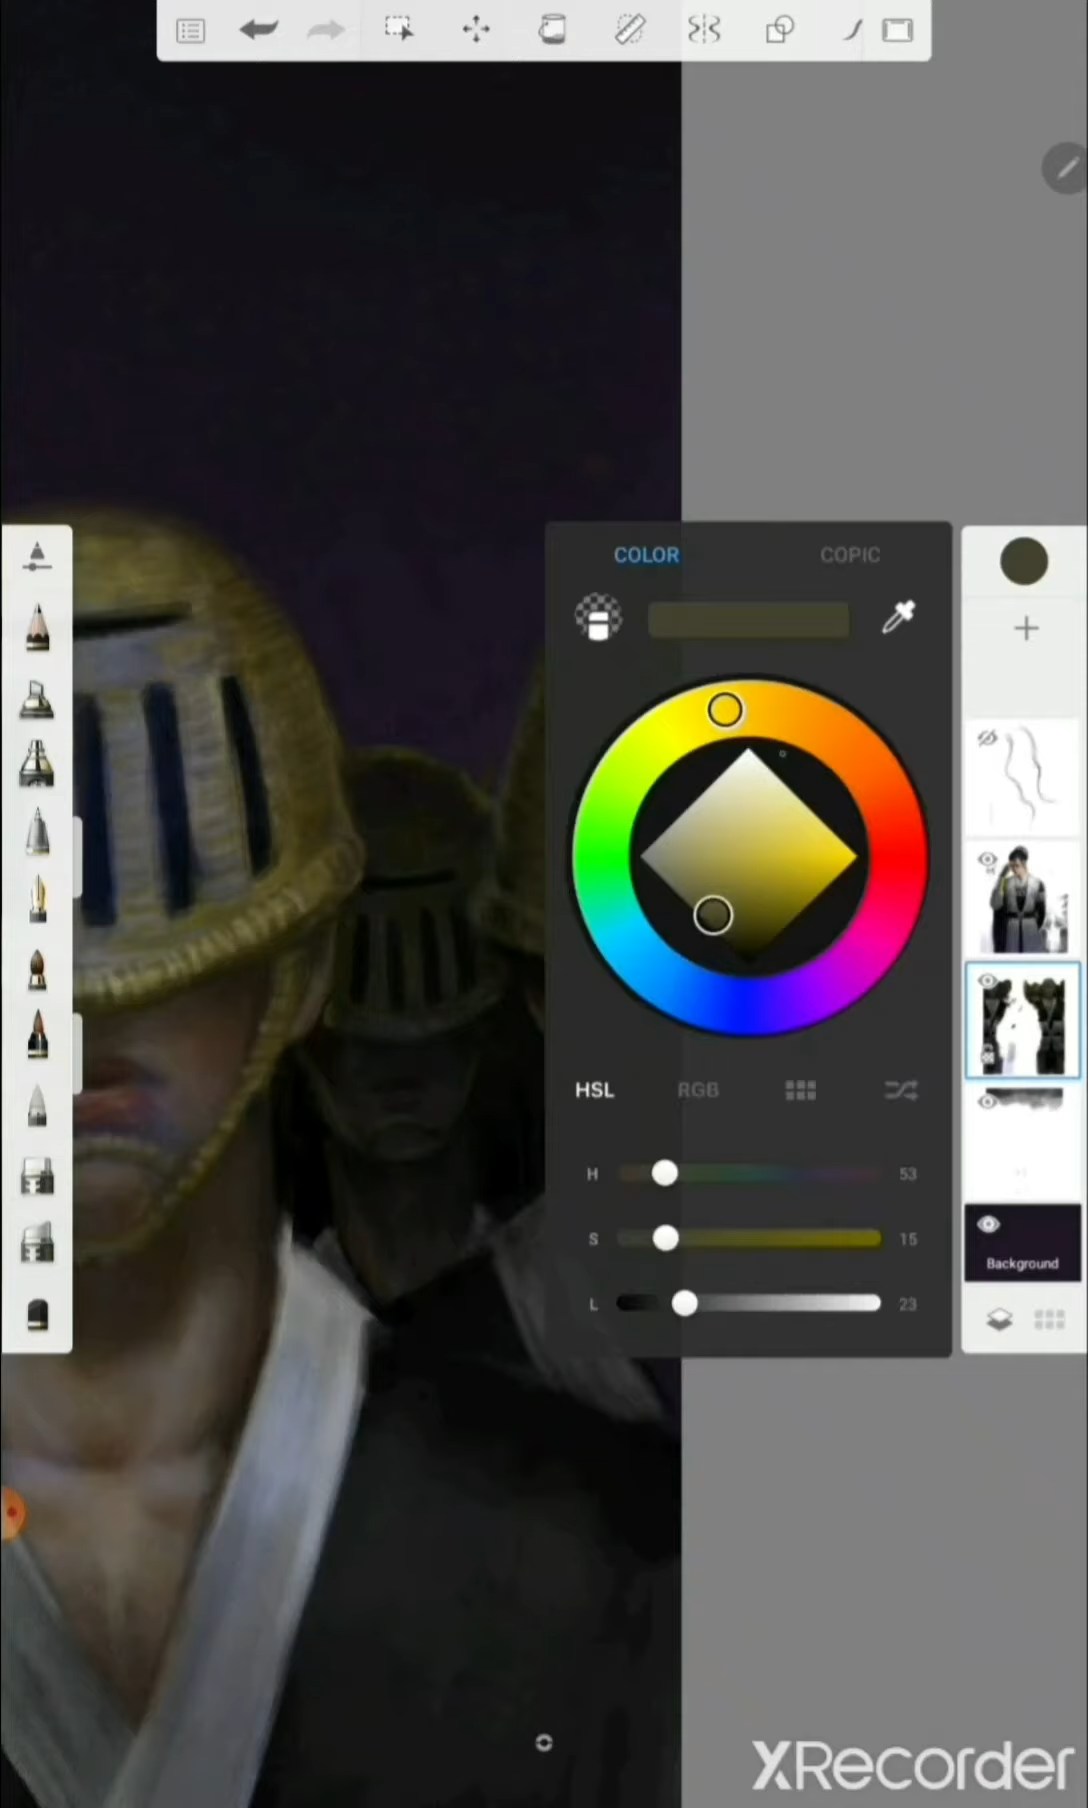 COLOR COPIC
HSL RGB
H 53
S 15
L 23
Background
XRecorder